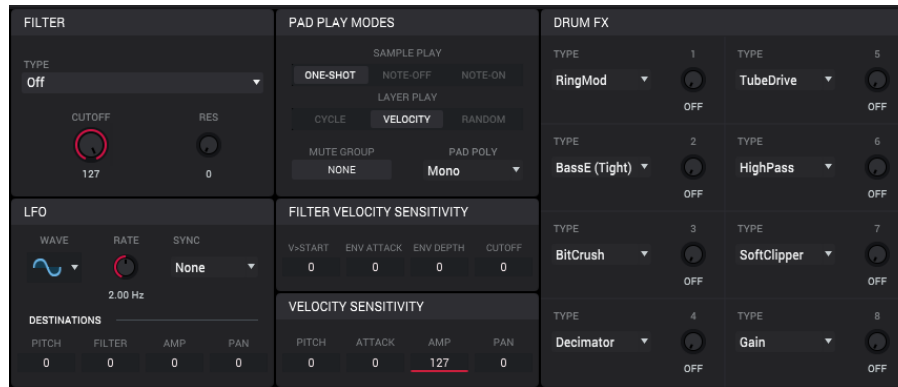 FILTER
TYPE
Off
CUTOFF RES
127 0
LFO
WAVE RATE SYNC
None
2.00 Hz
DESTINATIONS
PITCH FILTER AMP PAN
0 0 0 0
PAD PLAY MODES
SAMPLE PLAY
ONE-SHOT NOTE-OFF NOTE-ON
LAYER PLAY
CYCLE VELOCITY RANDOM
MUTE GROUP PAD POLY
NONE Mono
FILTER VELOCITY SENSITIVITY
V>START ENV ATTACK ENV DEPTH CUTOFF
0 0 0 0
VELOCITY SENSITIVITY
PITCH ATTACK AMP PAN
0 0 127 0
DRUM FX
TYPE 1 TYPE 5
RingMod TubeDrive
OFF OFF
TYPE 2 TYPE 6
BassE (Tight) HighPass
OFF OFF
TYPE 3 TYPE 7
BitCrush SoftClipper
OFF OFF
TYPE 4 TYPE 8
Decimator Gain
OFF OFF